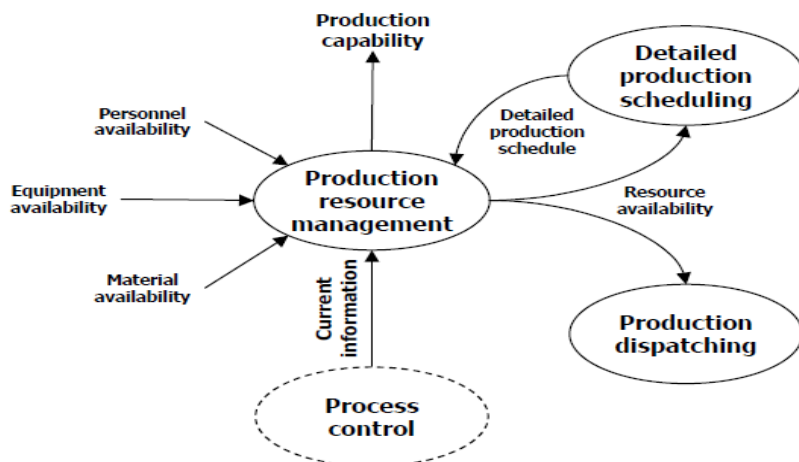 Production
capability
Detailed
production
scheduling
Personnel
availability
Detailed
production
schedule
Equipment
availability
Production
resource
management
Resource
availability
Material
availability
Current
information
Production
dispatching
Process
control